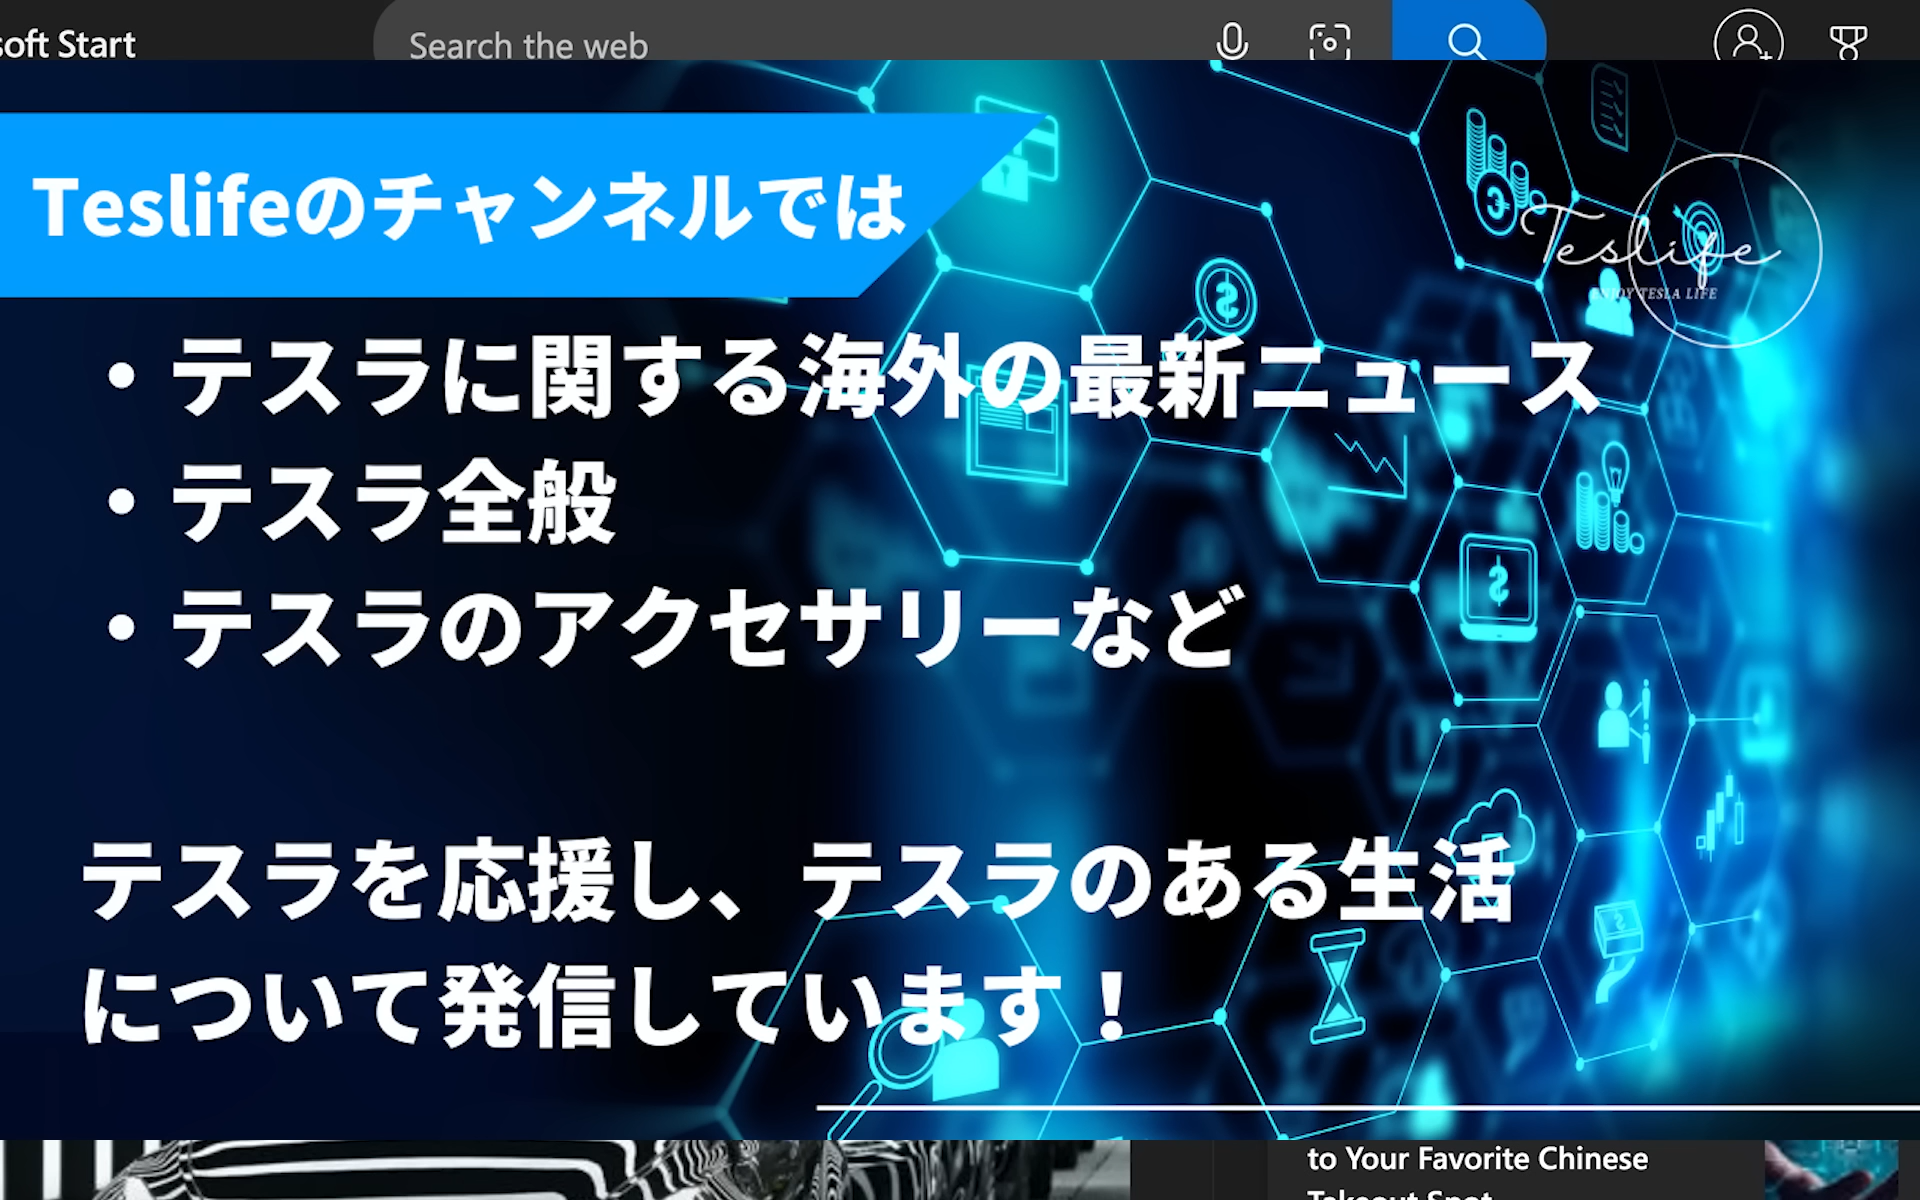 soft Start
Search the web
Teslifeのチャンネルでは
Teslife
ENJOY TESLA LIFE
・テスラに関する海外の最新ニュース
・テスラ全般
・テスラのアクセサリーなど
テスラを応援し、テスラのある生活
について発信しています！
to Your Favorite Chinese
Takeout Spot